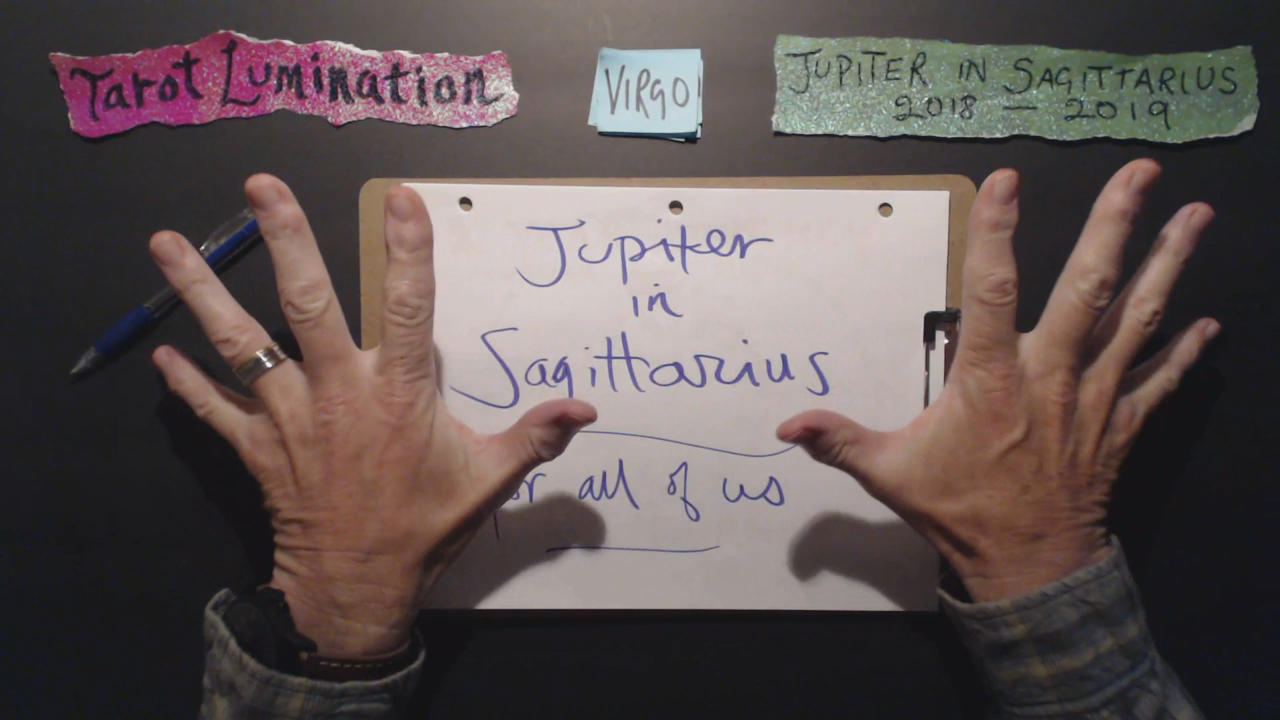 Tarot Lumination
VIRGO
JUPITER IN SAGITTARIUS
2018 — 2019
Jupiter
in
Sagittarius
all of us